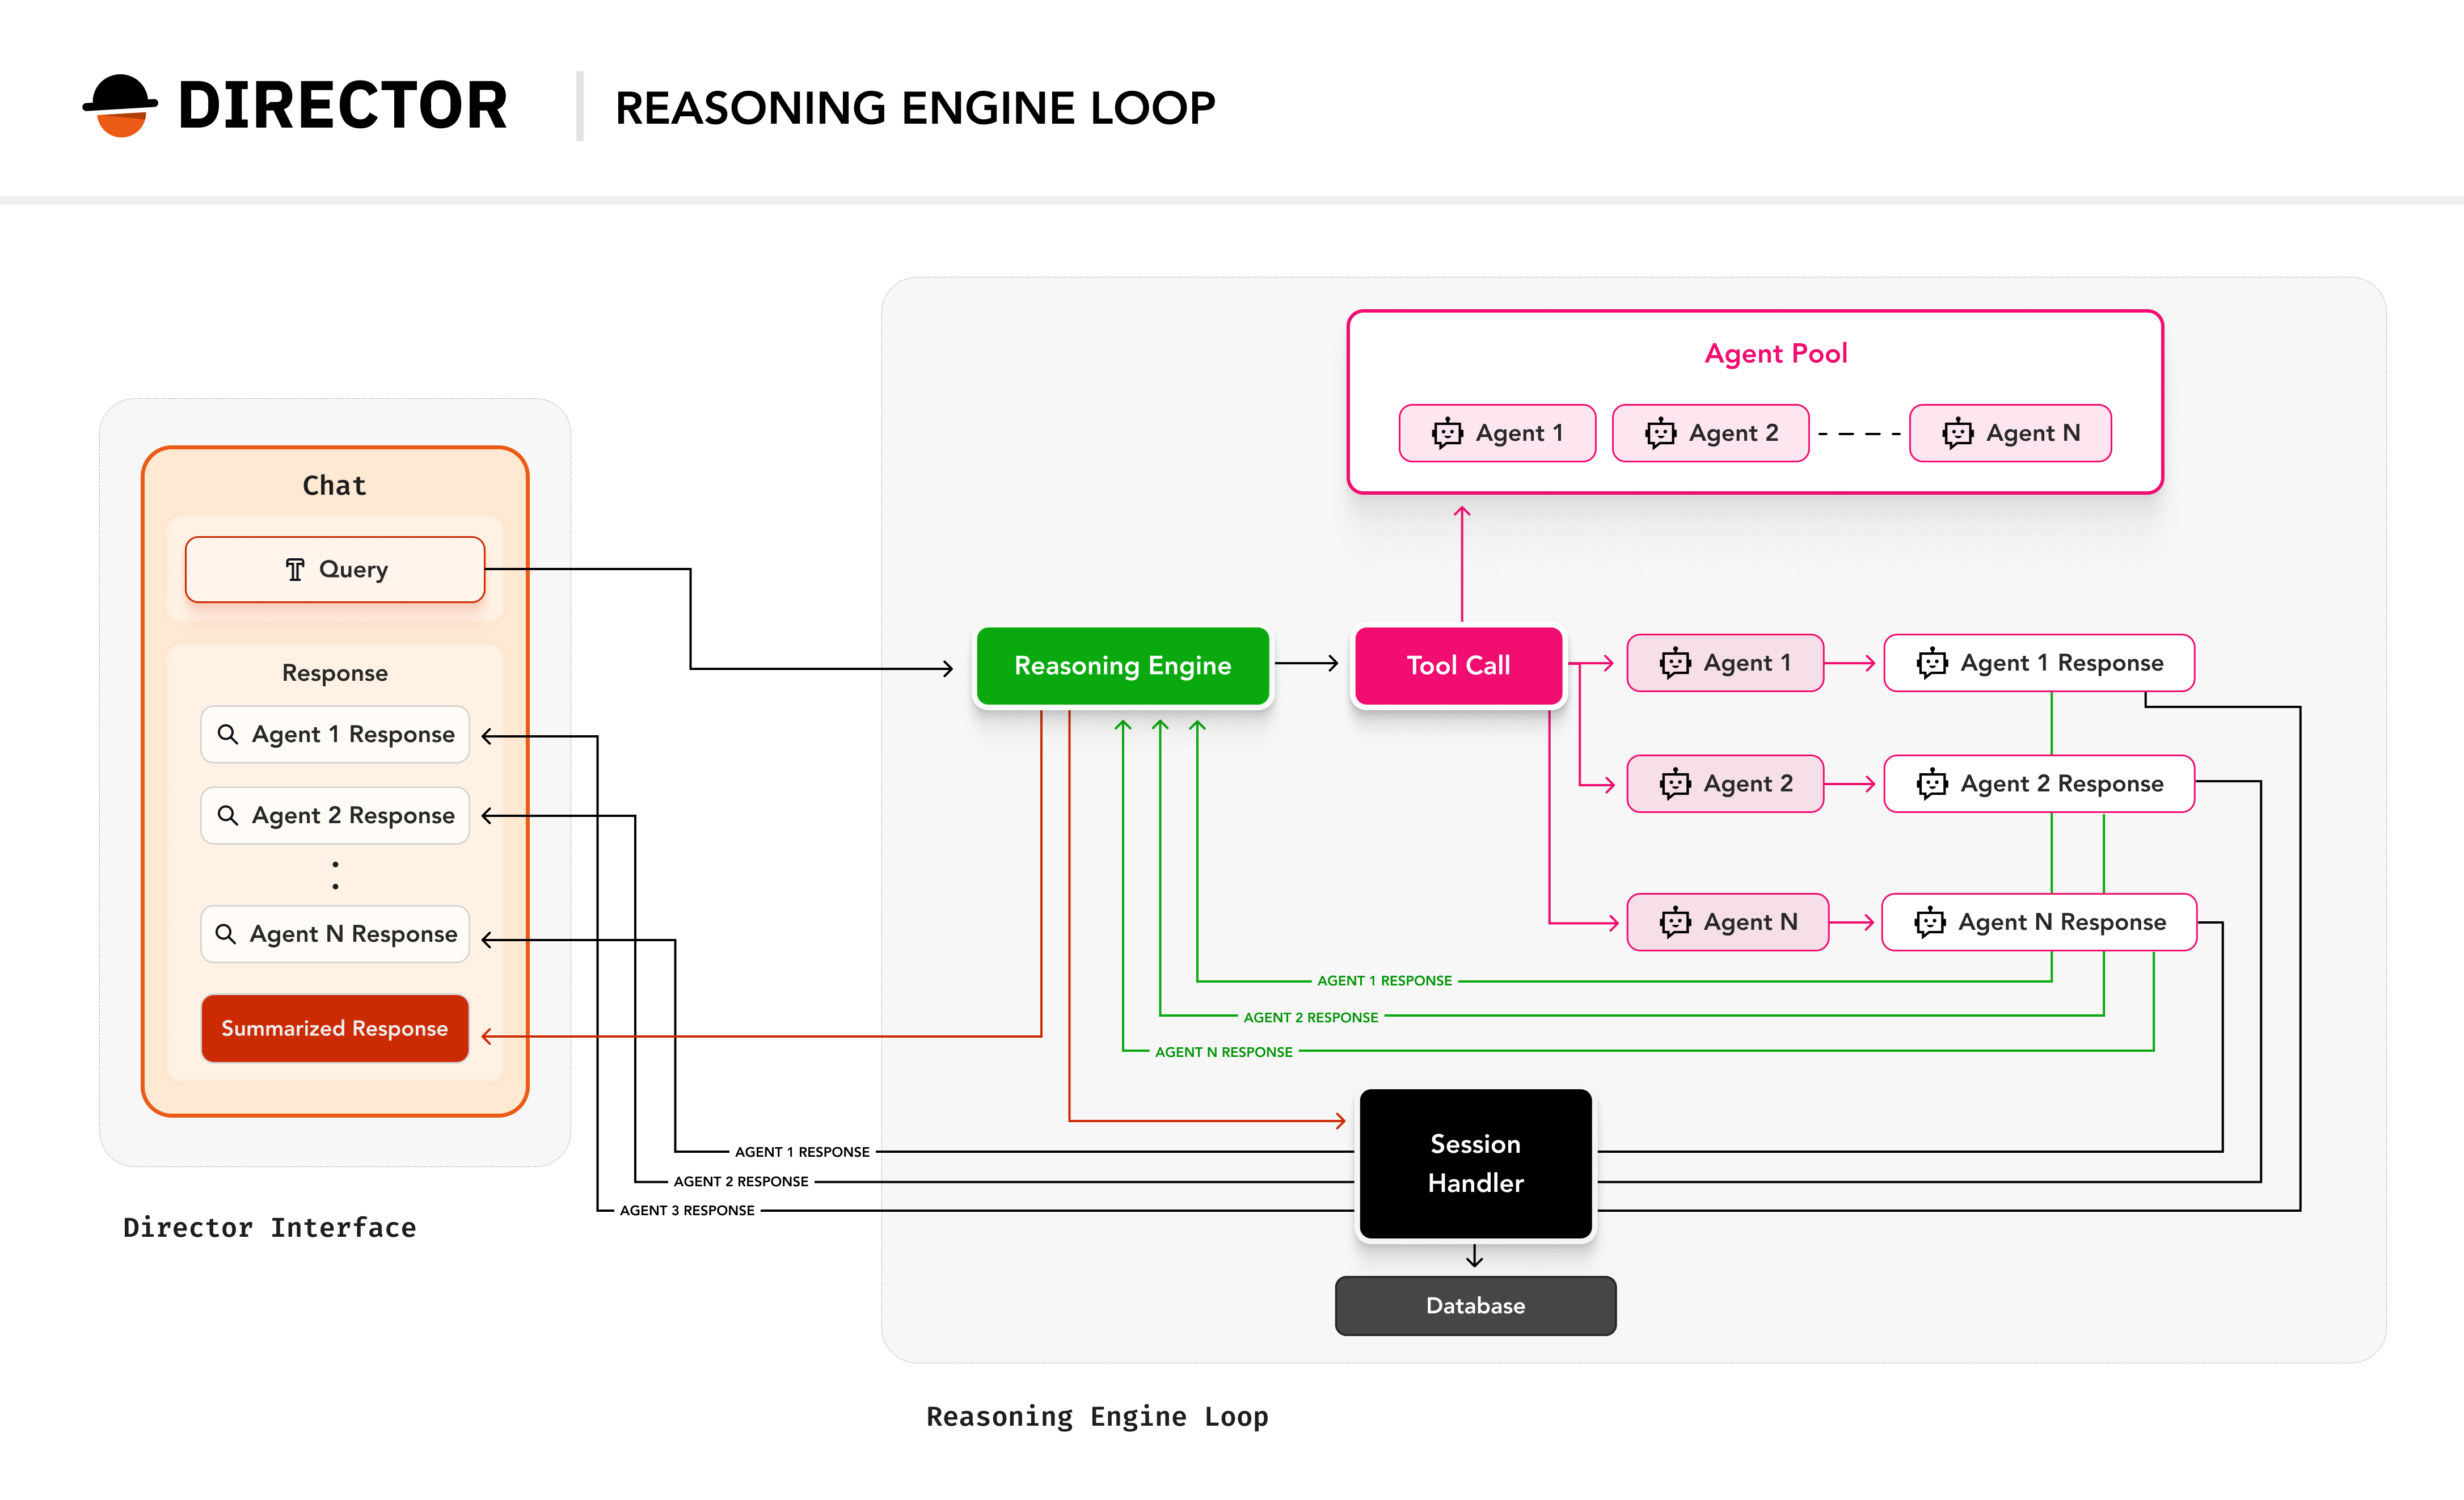 DIRECTOR
REASONING ENGINE LOOP
Chat
Query
Response
Agent 1 Response
Agent 2 Response
Agent N Response
Summarized Response
Director Interface
Agent Pool
Agent 1
Agent 2
Agent N
Reasoning Engine
Tool Call
Agent 1
Agent 1 Response
Agent 2
Agent 2 Response
Agent N
Agent N Response
AGENT 1 RESPONSE
AGENT 2 RESPONSE
AGENT N RESPONSE
AGENT 1 RESPONSE
AGENT 2 RESPONSE
AGENT 3 RESPONSE
Session
Handler
Database
Reasoning Engine Loop